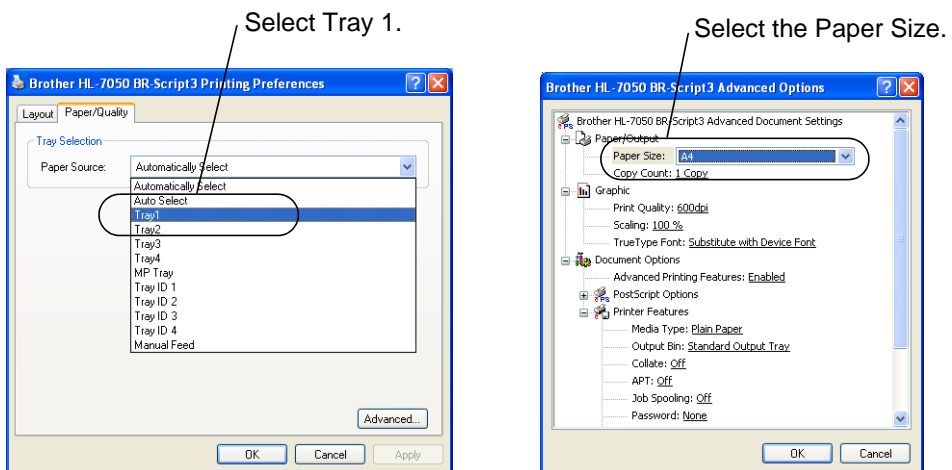 Select Tray 1.
Brother HL-7050 BR-Script3 Printing Preferences
Layout Paper/Quality
Tray Selection
Paper Source: Automatically Select
Automatically Select
Auto Select
Tray1
Tray2
Tray3
Tray4
MP Tray
Tray ID 1
Tray ID 2
Tray ID 3
Tray ID 4
Manual Feed
Advanced...
OK Cancel Apply
Select the Paper Size.
Brother HL-7050 BR-Script3 Advanced Options
Brother HL-7050 BR-Script3 Advanced Document Settings
Paper/Output
Paper Size: A4
Copy Count: 1 Copy
Graphic
Print Quality: 600dpi
Scaling: 100 %
TrueType Font: Substitute with Device Font
Document Options
Advanced Printing Features: Enabled
PostScript Options
Printer Features
Media Type: Plain Paper
Output Bin: Standard Output Tray
Collate: Off
APT: Off
Job Spooling: Off
Password: None
OK Cancel